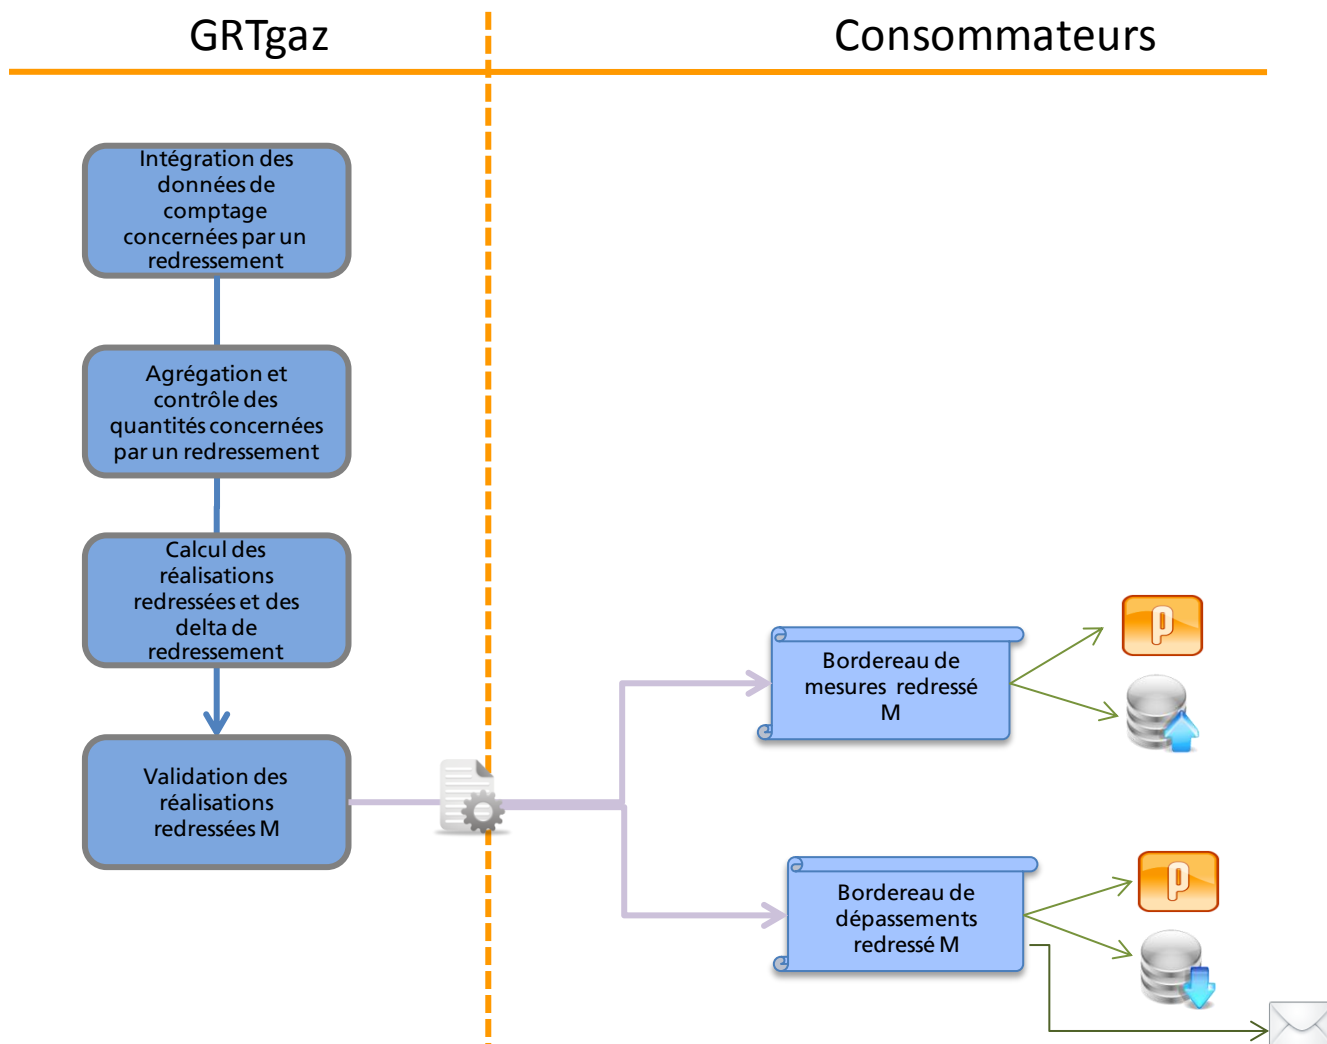 GRTgaz
Consommateurs
Intégration des
données de
comptage
concernées par un
redressement
Agrégation et
contrôle des
quantités concernées
par un redressement
Calcul des
réalisations
redressées et des
delta de
redressement
Validation des
réalisations
redressées M
Bordereau de
mesures redressé
M
P
Bordereau de
dépassements
redressé M
P